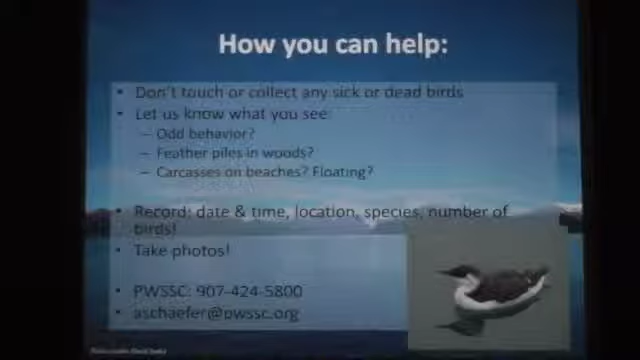 How you can help:
• Don't touch or collect any sick or dead birds
• Let us know what you see:
– Odd behavior?
– Feather piles in woods?
– Carcasses on beaches? Floating?
• Record: date & time, location, species, number of
birds!
• Take photos!
• PWSSC: 907-424-5800
• aschaefer@pwssc.org